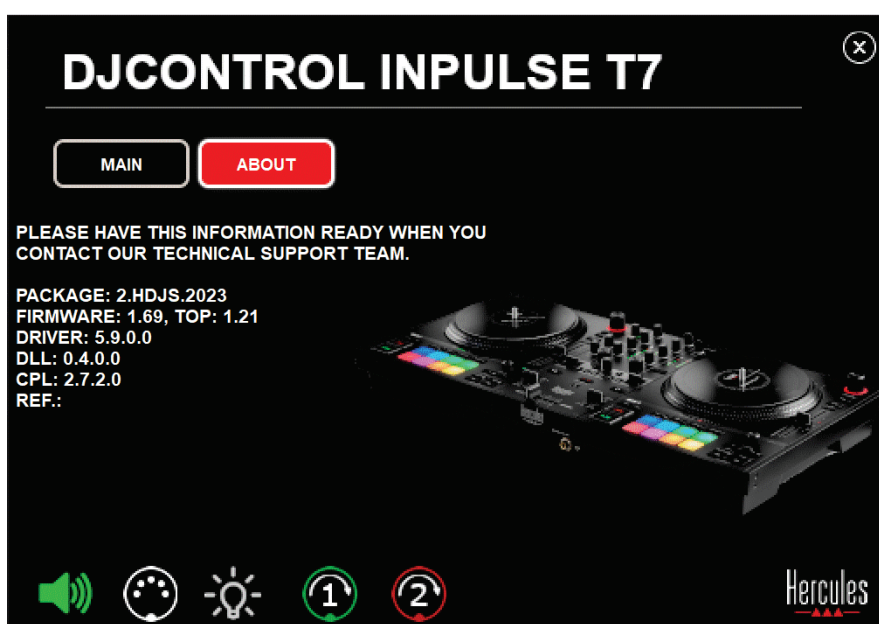 DJCONTROL INPULSE T7
MAIN
ABOUT
PLEASE HAVE THIS INFORMATION READY WHEN YOU
CONTACT OUR TECHNICAL SUPPORT TEAM.
PACKAGE: 2.HDJS.2023
FIRMWARE: 1.69, TOP: 1.21
DRIVER: 5.9.0.0
DLL: 0.4.0.0
CPL: 2.7.2.0
REF.:
1
2
Hercules